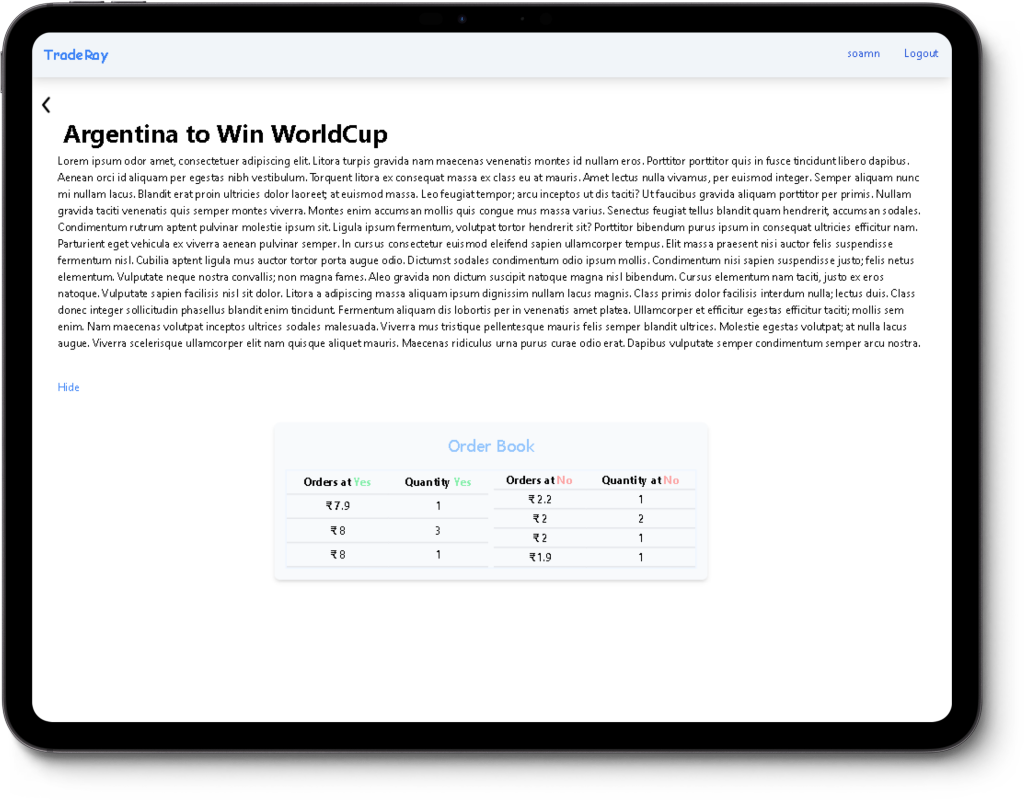 TradeRay
soamn Logout
Argentina to Win WorldCup
Lorem ipsum odor amet, consectetuer adipiscing elit. Litora turpis gravida nam maecenas venenatis montes id nullam eros. Porttitor porttitor quis in fusce tincidunt libero dapibus.
Aenean orci id aliquam per egestas nibh vestibulum. Torquent litora ex consequat massa ex class eu at mauris. Amet lectus nulla vivamus, per euismod integer. Semper aliquam nunc
mi nullam lacus. Blandit erat proin ultricies dolor laoreet; at euismod massa. Leo feugiat tempor; arcu inceptos ut dis taciti? Ut faucibus gravida aliquam porttitor per primis. Nullam
gravida taciti venenatis quis semper montes viverra. Montes enim accumsan mollis quis congue mus massa varius. Senectus feugiat tellus blandit quam hendrerit, accumsan sodales.
Condimentum rutrum aptent pulvinar molestie ipsum sit. Ligula ipsum fermentum, volutpat tortor hendrerit sit? Porttitor bibendum purus ipsum in consequat ultricies efficitur nam.
Parturient eget vehicula ex viverra aenean pulvinar semper. In cursus consectetur euismod eleifend sapien ullamcorper tempus. Elit massa praesent nisi auctor felis suspendisse
fermentum nisl. Cubilia aptent ligula mus auctor tortor porta augue odio. Dictumst sodales condimentum odio ipsum mollis. Condimentum nisi sapien suspendisse justo; felis netus
elementum. Vulputate neque nostra convallis; non magna fames. Aleo gravida non dictum suscipit natoque magna nisl bibendum. Cursus elementum nam taciti, justo ex eros
natoque. Vulputate sapien facilisis nisl sit dolor. Litora a adipiscing massa aliquam ipsum dignissim nullam lacus magnis. Class primis dolor facilisis interdum nulla; lectus duis. Class
donec integer sollicitudin phasellus blandit enim tincidunt. Fermentum aliquam dis lobortis per in venenatis amet platea. Ullamcorper et efficitur egestas efficitur taciti; mollis sem
enim. Nam maecenas volutpat inceptos ultrices sodales malesuada. Viverra mus tristique pellentesque mauris felis semper blandit ultrices. Molestie egestas volutpat; at nulla lacus
augue. Viverra scelerisque ullamcorper elit nam quisque aliquet mauris. Maecenas ridiculus urna purus curae odio erat. Dapibus vulputate semper condimentum semper arcu nostra.
Hide
Order Book
Orders at Yes Quantity Yes
₹7.9 1
₹8 3
₹8 1
Orders at No Quantity at No
₹2.2 1
₹2 2
₹2 1
₹1.9 1